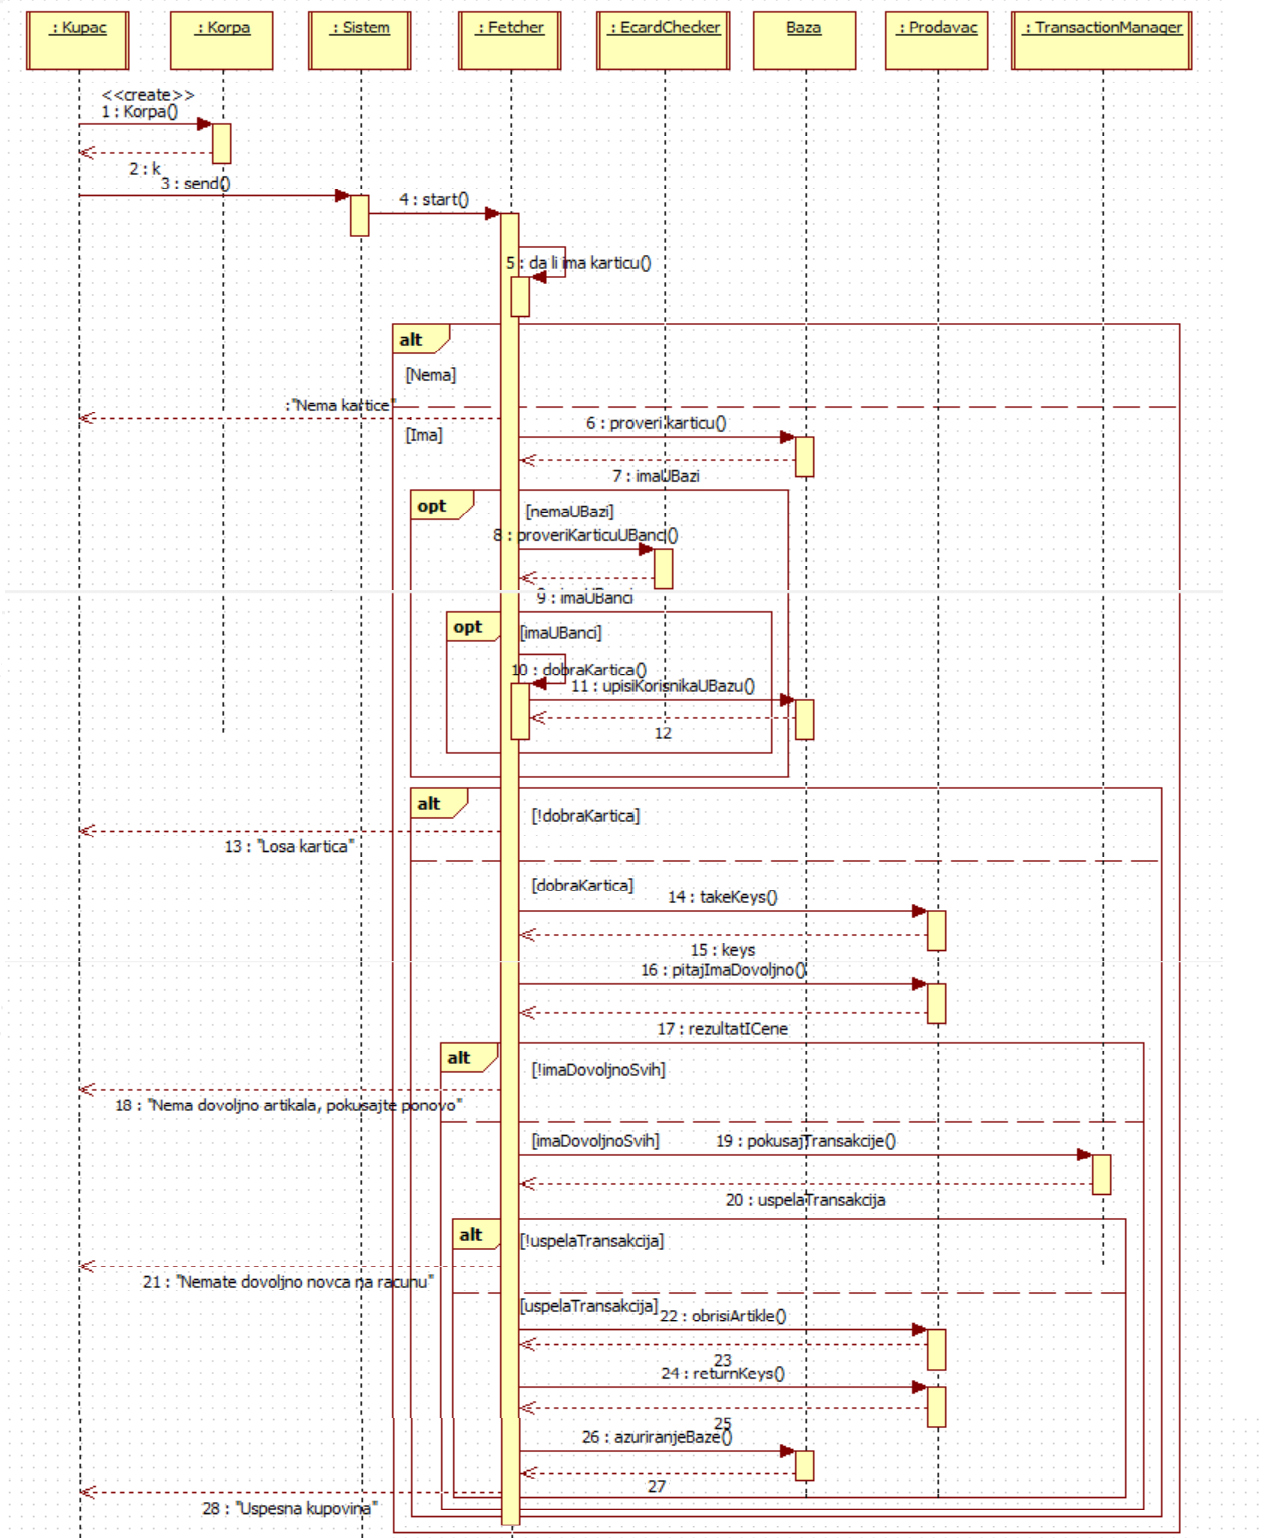 : Kupac
: Korpa
: Sistem
: Fetcher
: EcardChecker
Baza
: Prodavac
: TransactionManager
<<create>>
1 : Korpa()
2 : k
3 : send()
4 : start()
5 : da li ima karticu()
alt
[Nema]
:"Nema kartice"
[Ima]
6 : proveri karticu()
7 : imaUBazi
opt
[nemaUBazi]
8 : proveriKarticuUBanci()
9 : imaUBanci
opt
[imaUBanci]
10 : dobraKartica()
11 : upisiKorisnikaUBazu()
12
alt
[!dobraKartica]
13 : "Losa kartica"
[dobraKartica]
14 : takeKeys()
15 : keys
16 : pitajImaDovoljno()
17 : rezultatICene
alt
[!imaDovoljnoSvih]
18 : "Nema dovoljno artikala, pokusajte ponovo"
[imaDovoljnoSvih]
19 : pokusajTransakcije()
20 : uspelaTransakcija
alt
[!uspelaTransakcija]
21 : "Nemate dovoljno novca na racunu"
[uspelaTransakcija]
22 : obrisiArtikle()
23
24 : returnKeys()
25
26 : azuriranjeBaze()
27
28 : "Uspesna kupovina"